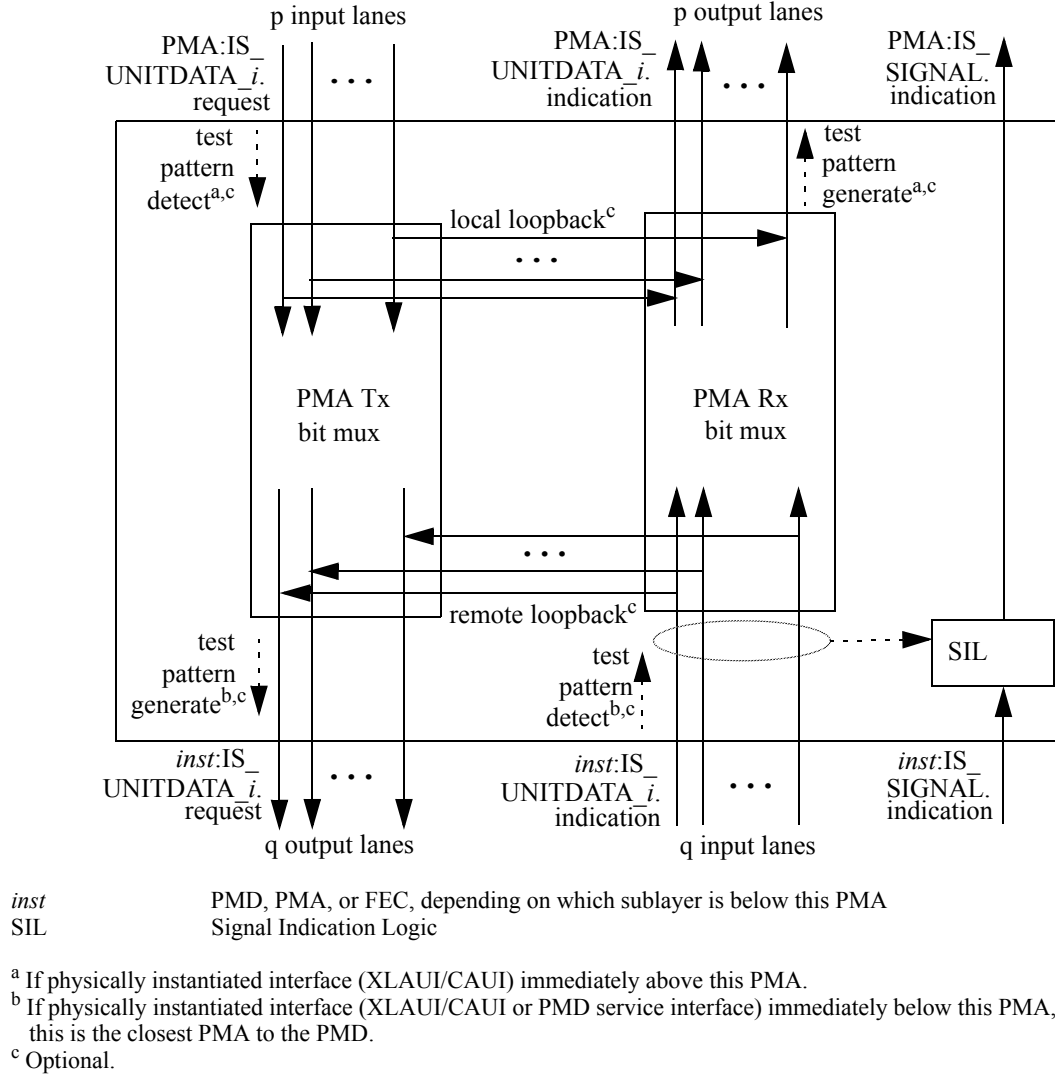 p input lanes
p output lanes
PMA:IS_
UNITDATA_i.
request
. . .
PMA:IS_
UNITDATA_i.
indication
. . .
PMA:IS_
SIGNAL.
indication
test
pattern
detect^a,c
test
pattern
generate^a,c
local loopback^c
. . .
PMA Tx
bit mux
PMA Rx
bit mux
. . .
remote loopback^c
test
pattern
generate^b,c
test
pattern
detect^b,c
SIL
inst:IS_
UNITDATA_i.
request
. . .
inst:IS_
UNITDATA_i.
indication
. . .
inst:IS_
SIGNAL.
indication
q output lanes
q input lanes
inst PMD, PMA, or FEC, depending on which sublayer is below this PMA
SIL Signal Indication Logic
^a If physically instantiated interface (XLAUI/CAUI) immediately above this PMA.
^b If physically instantiated interface (XLAUI/CAUI or PMD service interface) immediately below this PMA,
this is the closest PMA to the PMD.
^c Optional.